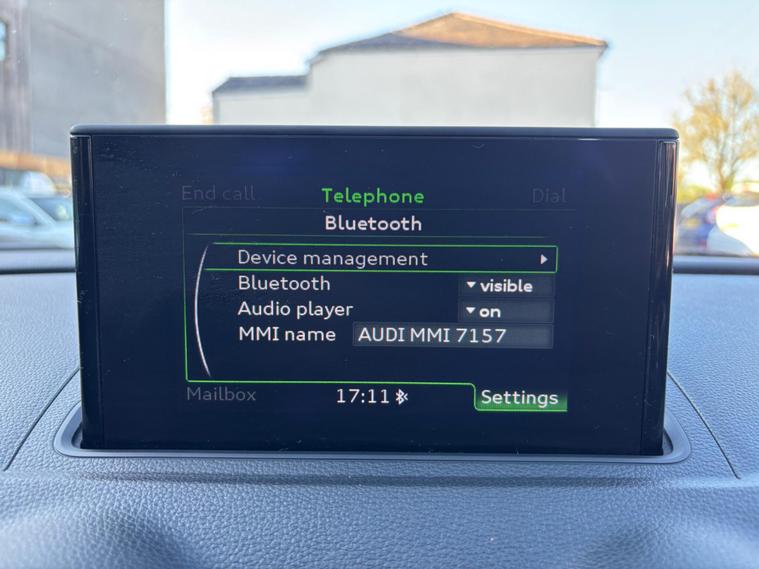 End call Telephone Dial
Bluetooth
Device management
Bluetooth visible
Audio player on
MMI name AUDI MMI 7157
Mailbox 17:11 Settings